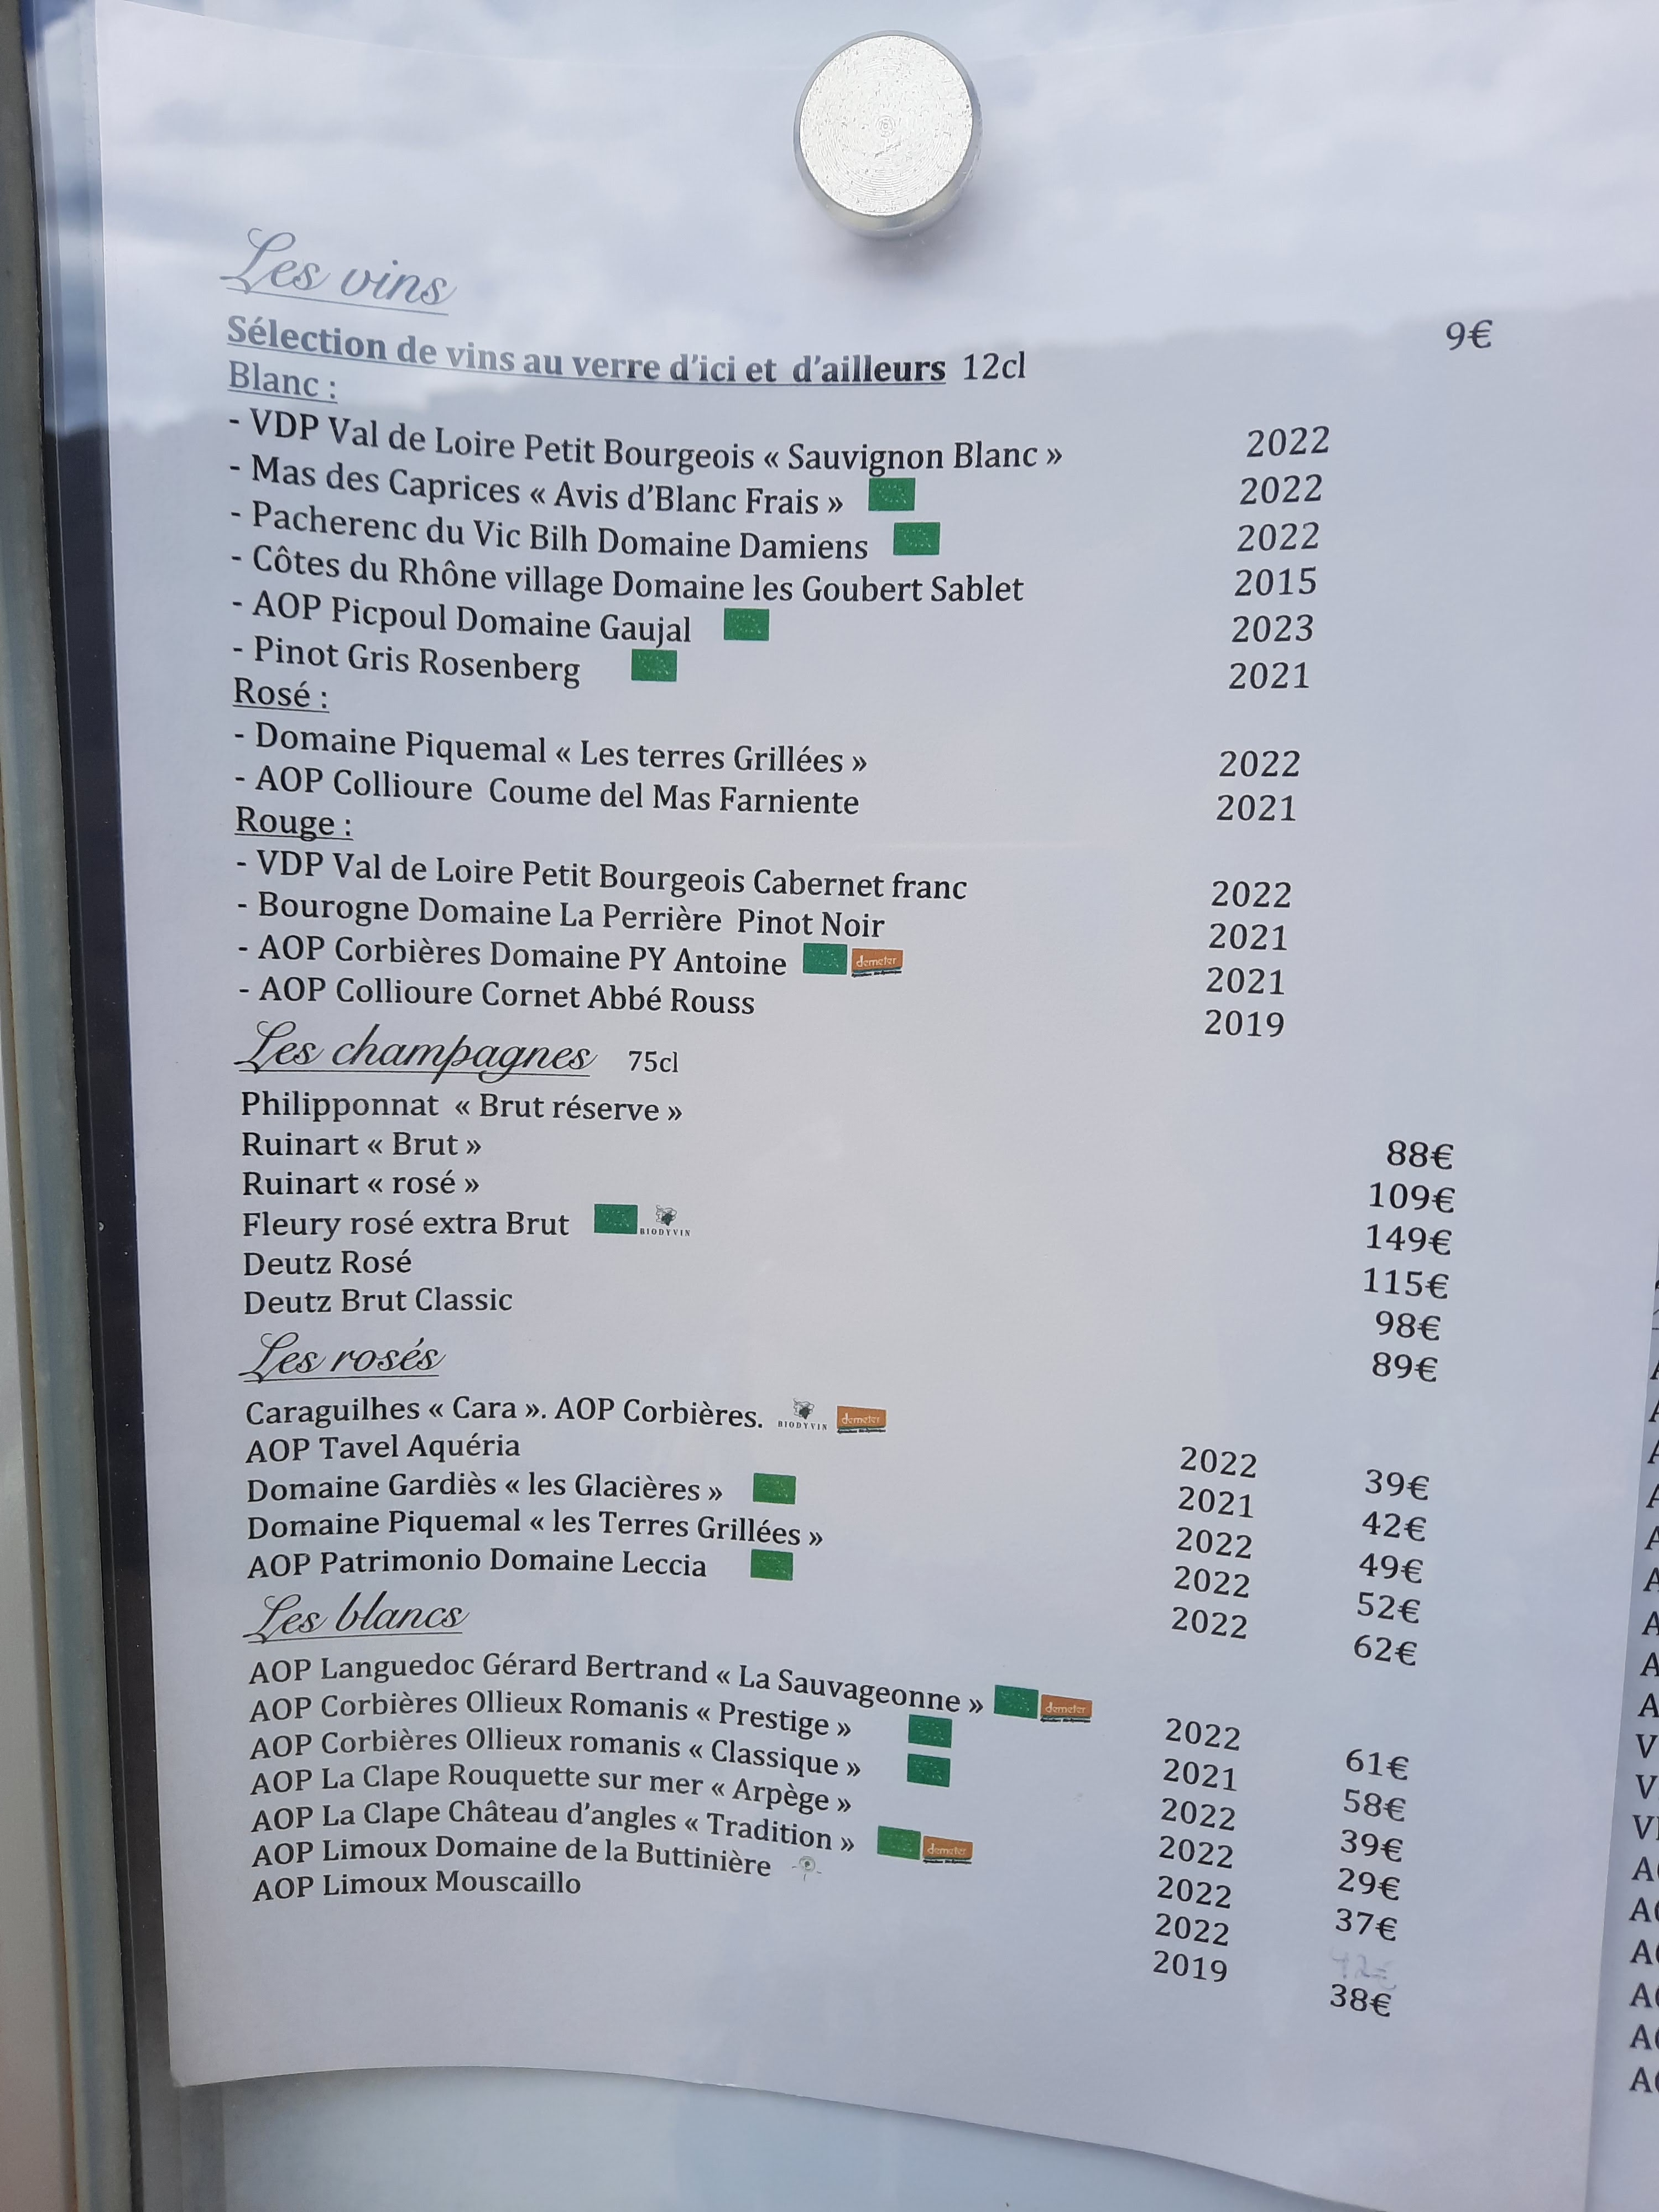 Les vins
Sélection de vins au verre d'ici et d'ailleurs 12cl 9€
Blanc :
- VDP Val de Loire Petit Bourgeois « Sauvignon Blanc » 2022
- Mas des Caprices « Avis d'Blanc Frais » 2022
- Pacherenc du Vic Bilh Domaine Damiens 2022
- Côtes du Rhône village Domaine les Goubert Sablet 2015
- AOP Picpoul Domaine Gaujal 2023
- Pinot Gris Rosenberg 2021
Rosé :
- Domaine Piquemal « Les terres Grillées » 2022
- AOP Collioure Coume del Mas Farniente 2021
Rouge :
- VDP Val de Loire Petit Bourgeois Cabernet franc 2022
- Bourogne Domaine La Perrière Pinot Noir 2021
- AOP Corbières Domaine PY Antoine demeter 2021
- AOP Collioure Cornet Abbé Rouss 2019
Les champagnes 75cl
Philipponnat « Brut réserve » 88€
Ruinart « Brut » 109€
Ruinart « rosé » 149€
Fleury rosé extra Brut BIODYVIN 115€
Deutz Rosé 98€
Deutz Brut Classic 89€
Les rosés
Caraguilhes « Cara ». AOP Corbières. BIODYVIN demeter 2022 39€
AOP Tavel Aquéria 2021 42€
Domaine Gardiès « les Glacières » 2022 49€
Domaine Piquemal « les Terres Grillées » 2022 52€
AOP Patrimonio Domaine Leccia 2022 62€
Les blancs
AOP Languedoc Gérard Bertrand « La Sauvageonne » demeter 2022 61€
AOP Corbières Ollieux Romanis « Prestige » 2021 58€
AOP Corbières Ollieux romanis « Classique » 2022 39€
AOP La Clape Rouquette sur mer « Arpège » 2022 29€
AOP La Clape Château d'angles « Tradition » demeter 2022 37€
AOP Limoux Domaine de la Buttinière 2022 42€
AOP Limoux Mouscaillo 2019 38€